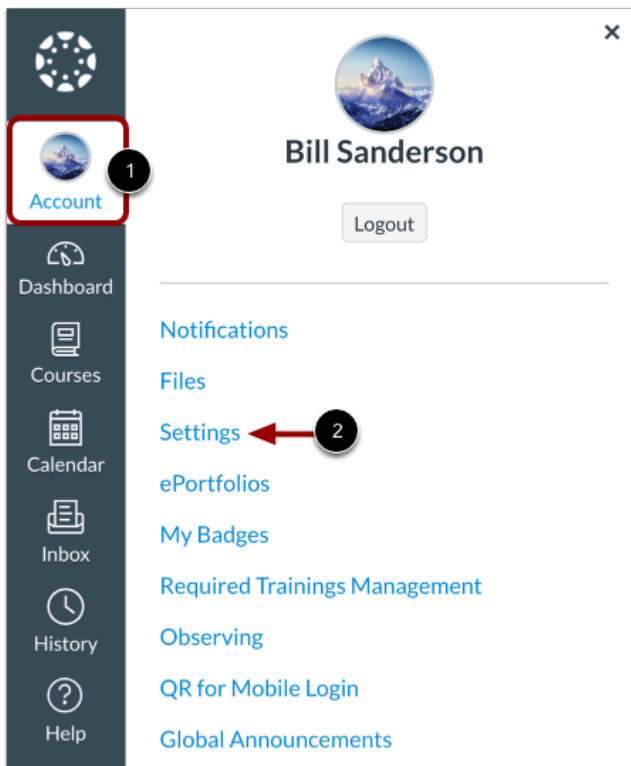 ×
Bill Sanderson
Logout
1
Account
Dashboard
Courses
Calendar
Inbox
History
Help
Notifications
Files
Settings 2
ePortfolios
My Badges
Required Trainings Management
Observing
QR for Mobile Login
Global Announcements